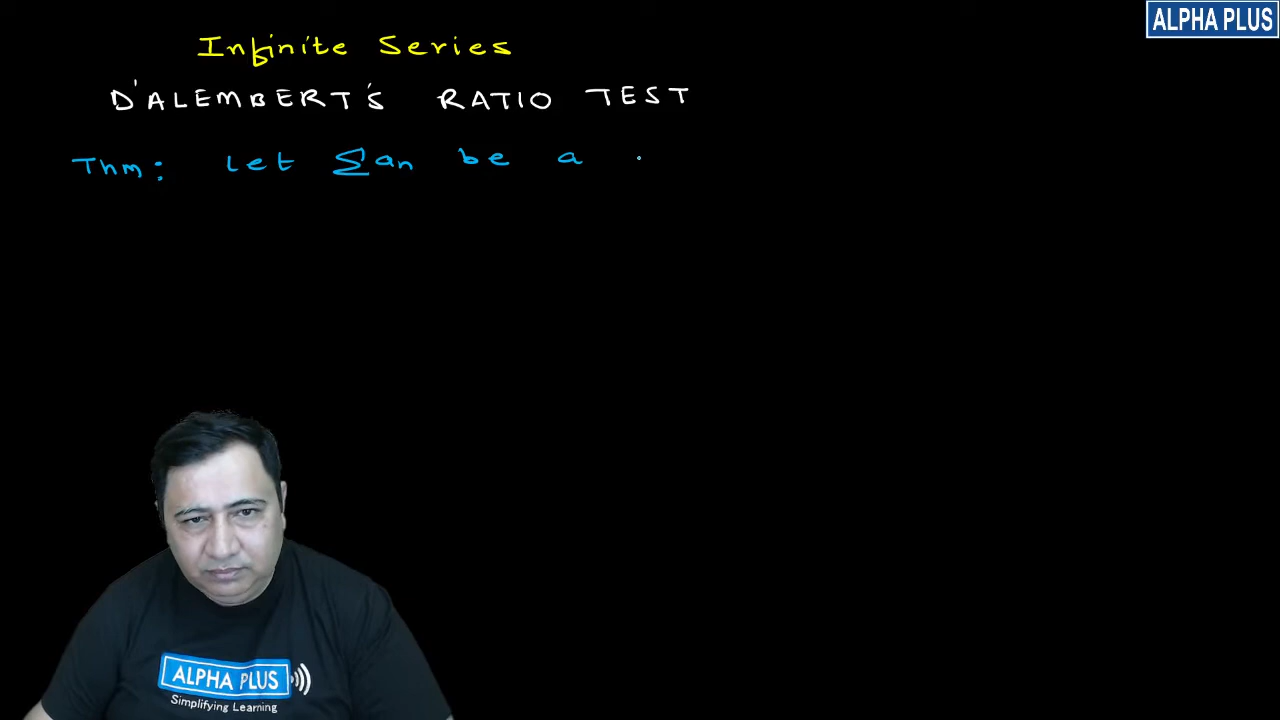 ALPHA PLUS
Infinite Series
D'ALEMBERT'S RATIO TEST
Thm: Let Σan be a
ALPHA PLUS
Simplifying Learning